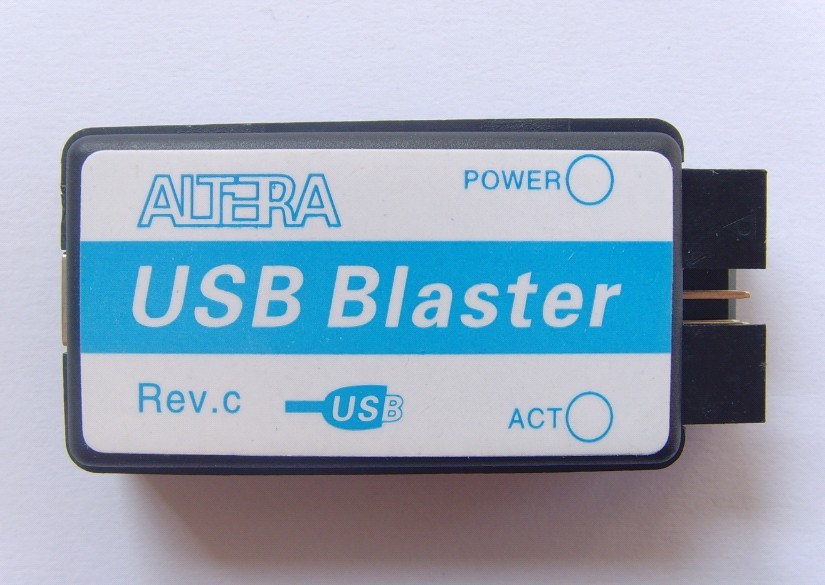 ALTERA
POWER
USB Blaster
Rev.c
USB
ACT